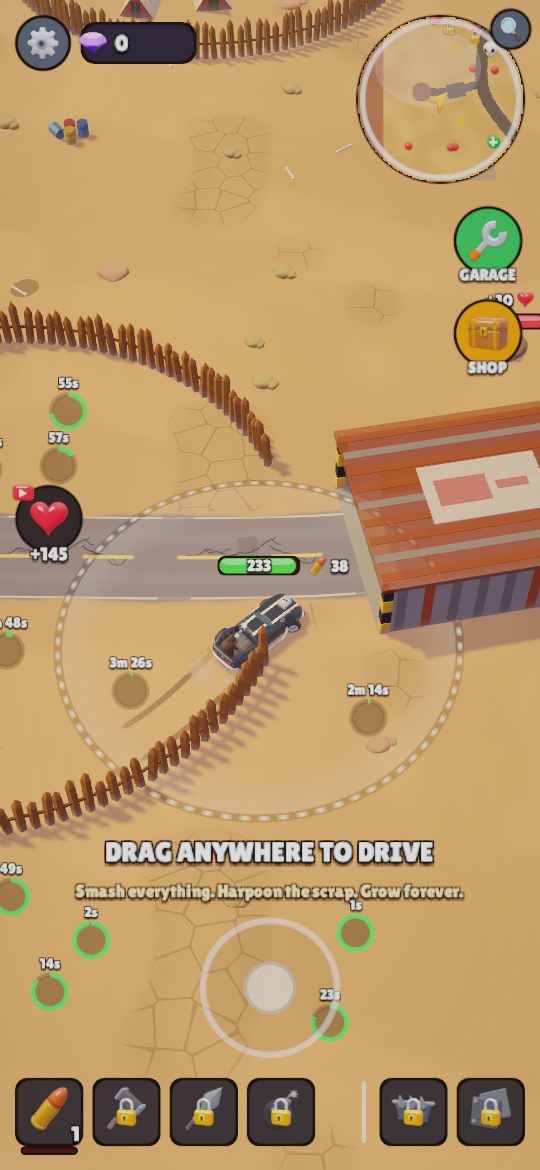 0
GARAGE
+10
SHOP
55s
57s
+145
233
38
48s
3m 26s
2m 14s
DRAG ANYWHERE TO DRIVE
Smash everything. Harpoon the scrap. Grow forever.
49s
2s
1s
14s
23s
1